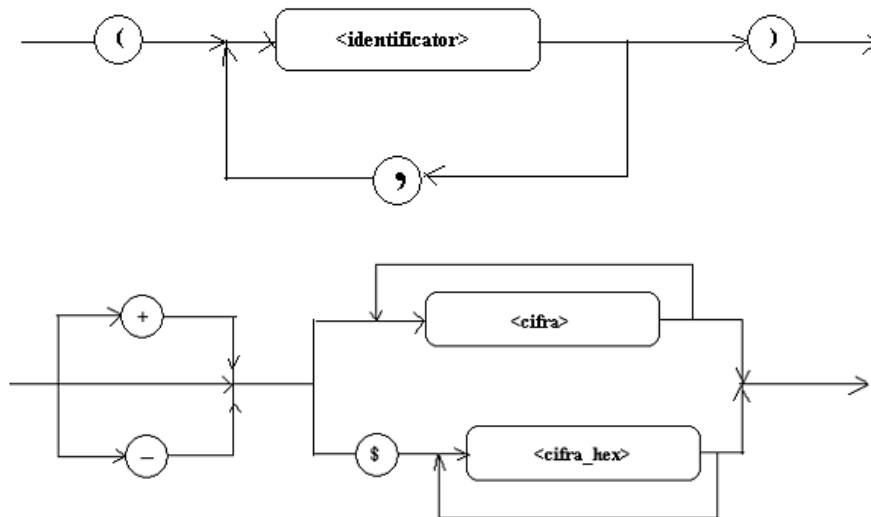 ( <identificator> )
,
<cifra>
+
−
$ <cifra_hex>